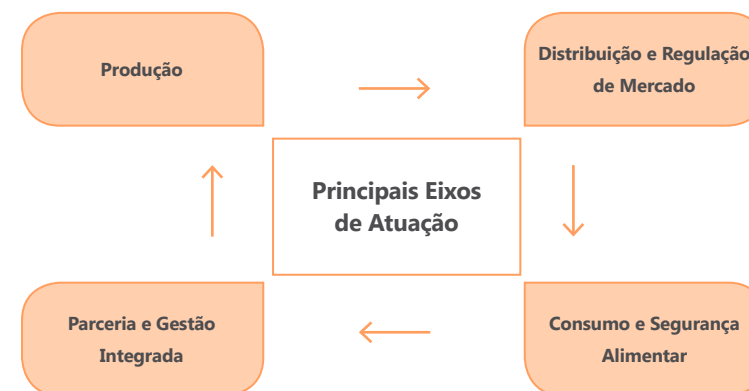 Produção
Distribuição e Regulação
de Mercado
Principais Eixos
de Atuação
Parceria e Gestão
Integrada
Consumo e Segurança
Alimentar